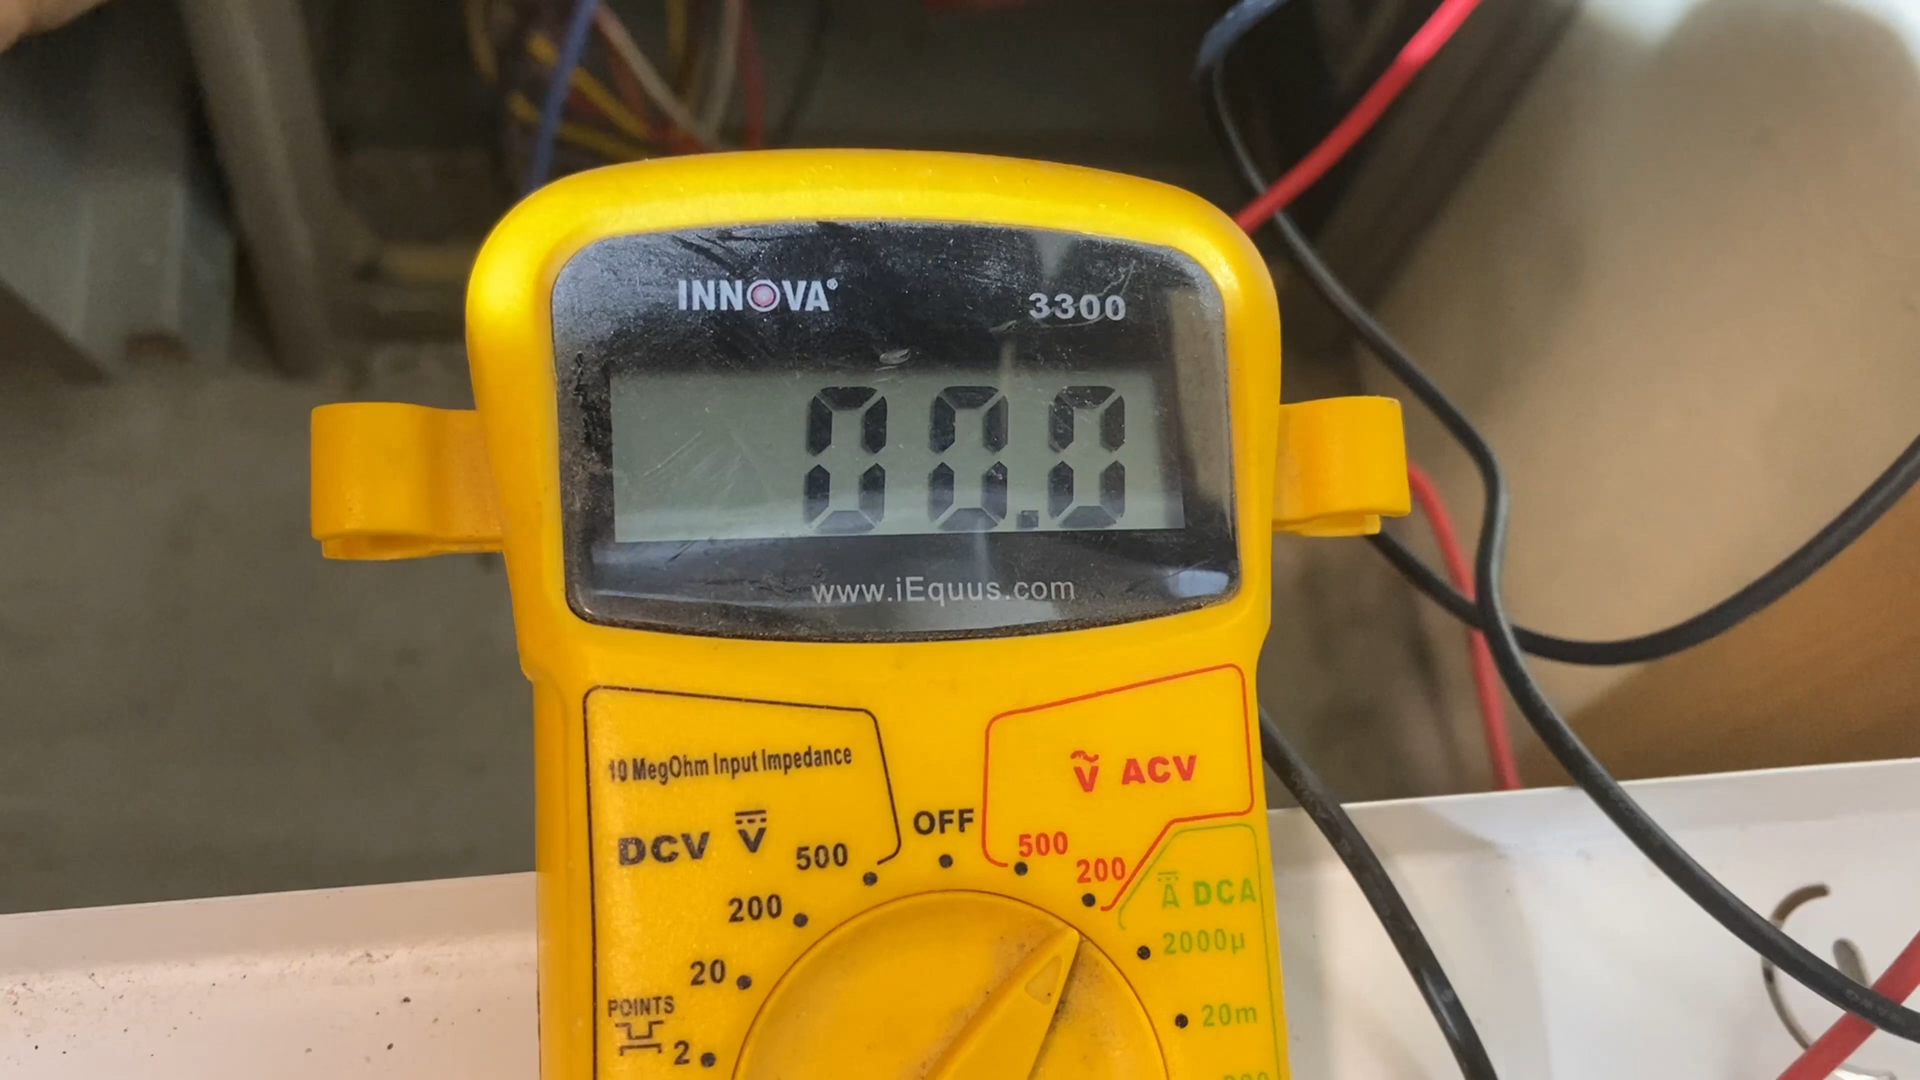 INNOVA®
3300
00.0
www.iEquus.com
10 MegOhm Input Impedance
DCV V
OFF
V ACV
500
500
200
200
A DCA
2000µ
20
20m
POINTS
2